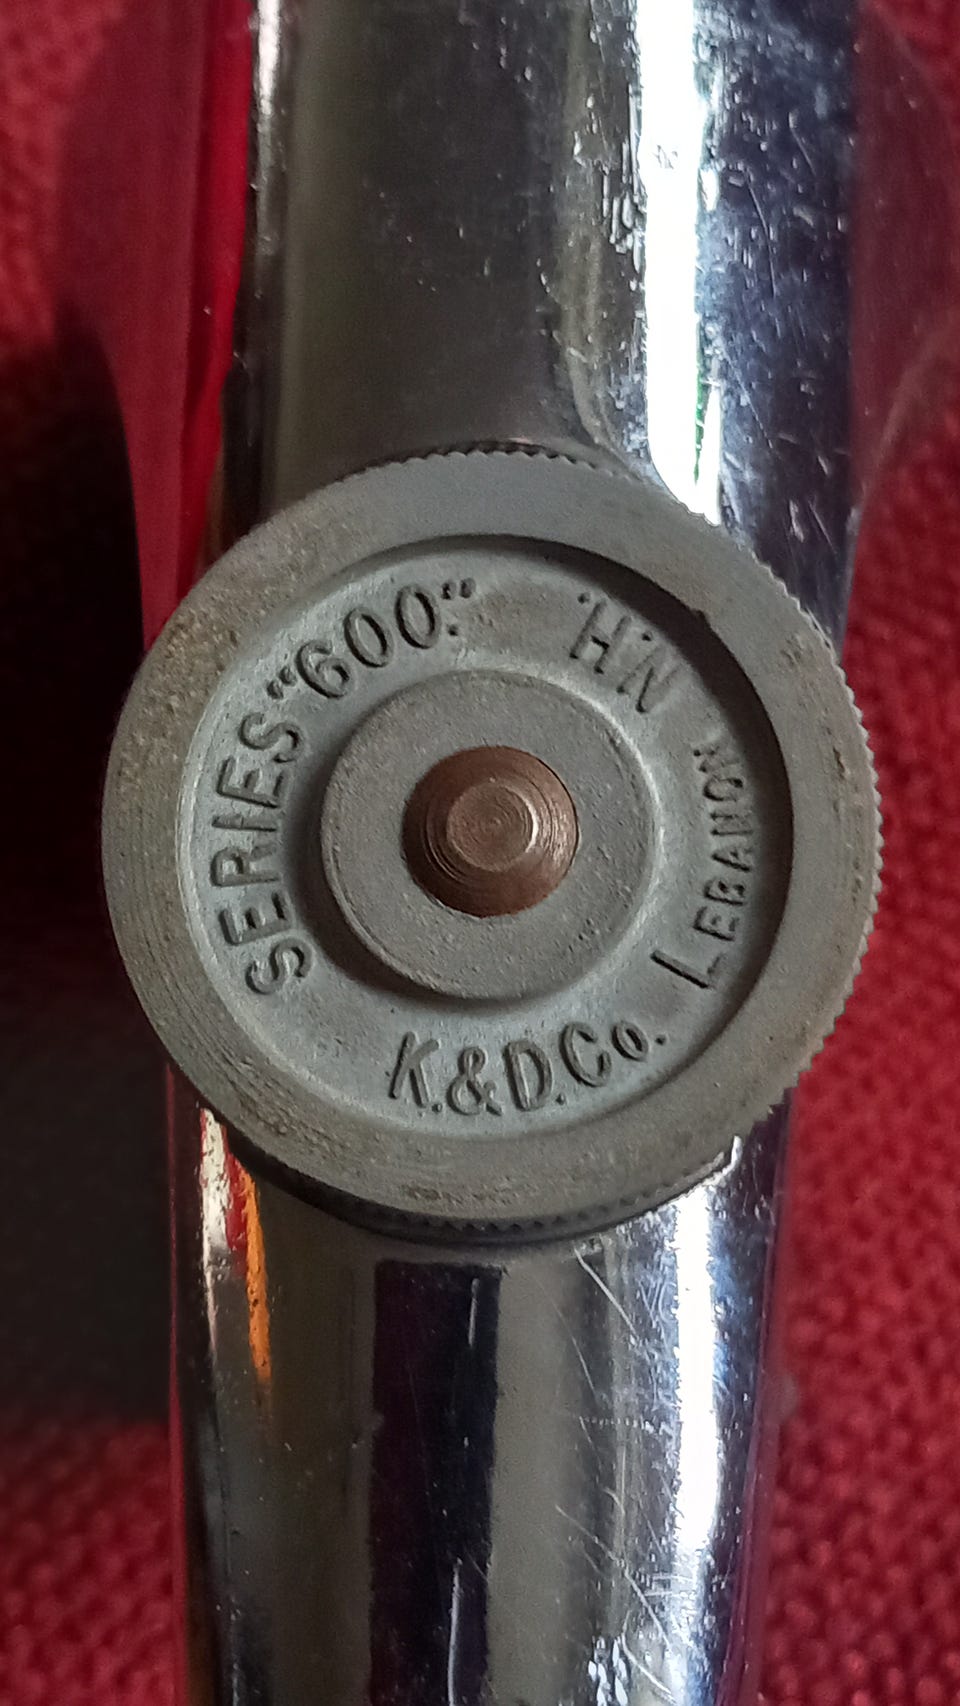 SERIES "600."
N.H.
LEBANON
K.&D.Co.